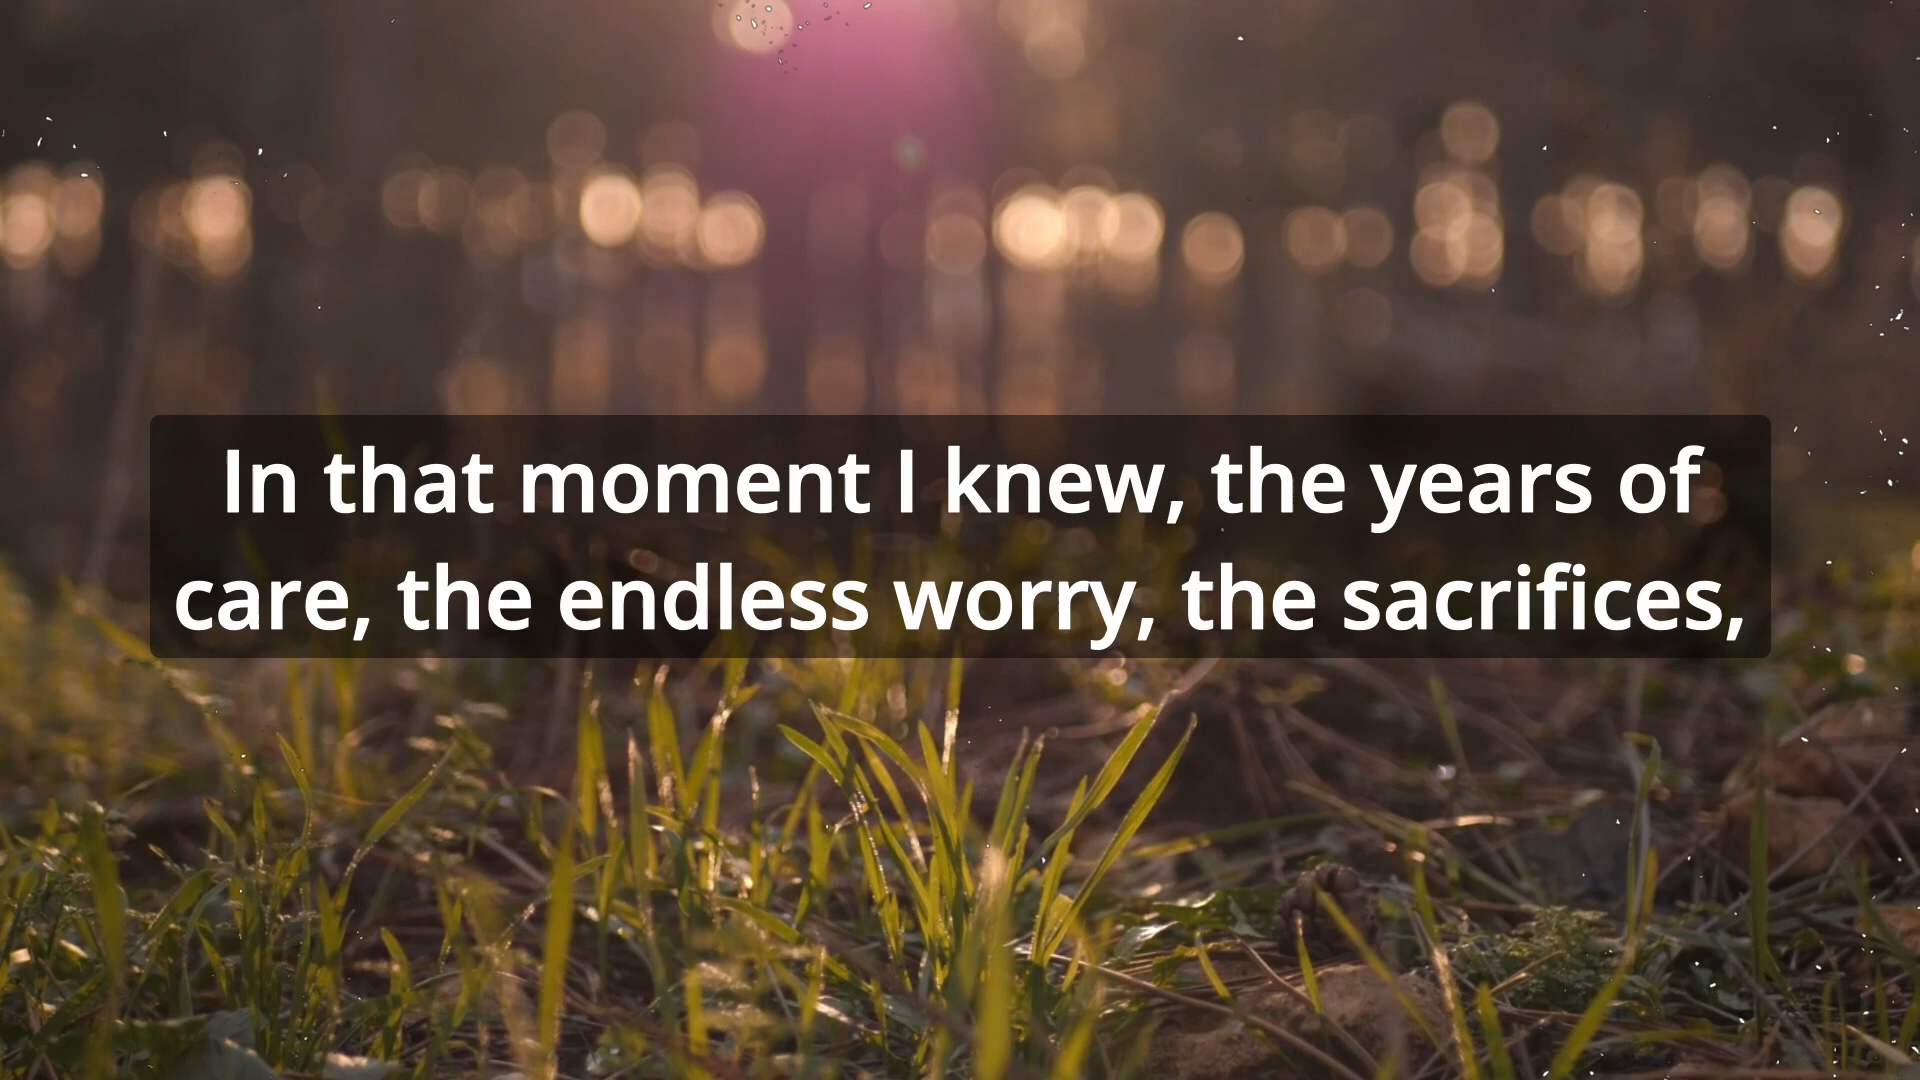 In that moment I knew, the years of
care, the endless worry, the sacrifices,